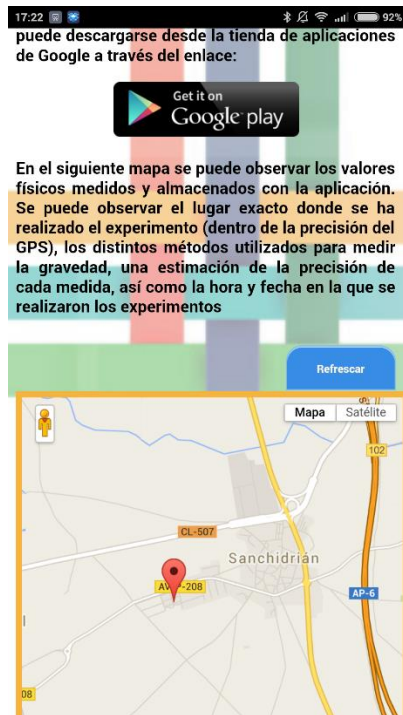 17:22 92%
puede descargarse desde la tienda de aplicaciones
de Google a través del enlace:
Get it on
Google play
En el siguiente mapa se puede observar los valores
físicos medidos y almacenados con la aplicación.
Se puede observar el lugar exacto donde se ha
realizado el experimento (dentro de la precisión del
GPS), los distintos métodos utilizados para medir
la gravedad, una estimación de la precisión de
cada medida, así como la hora y fecha en la que se
realizaron los experimentos
Refrescar
Mapa Satélite
102
CL-507
Sanchidrián
208
AP-6
08